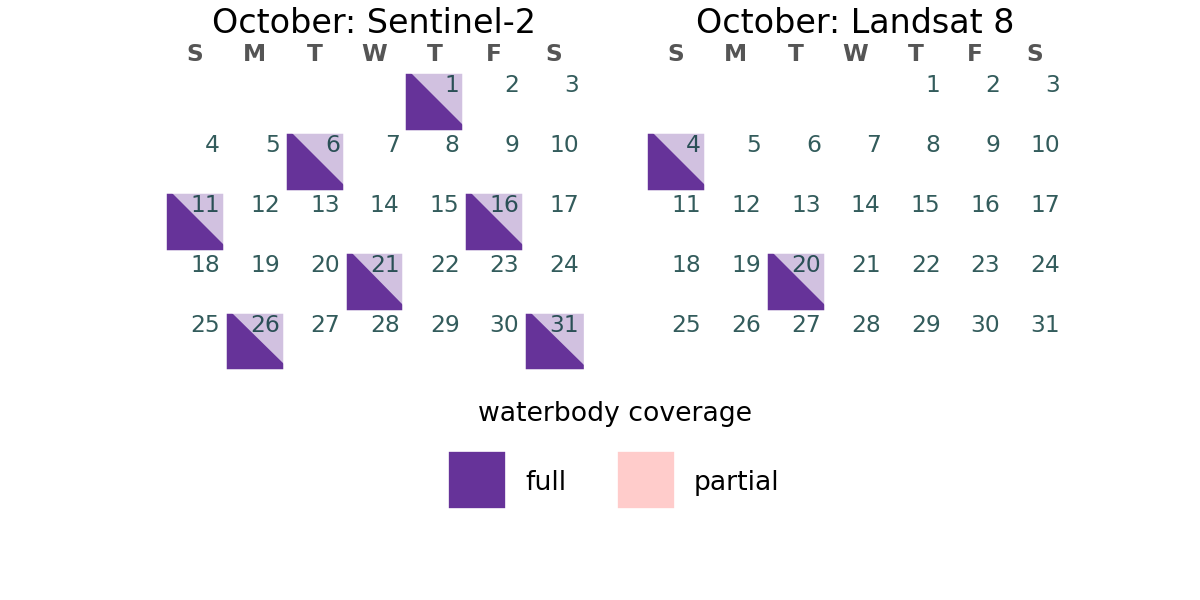 October: Sentinel-2
S M T W T F S
1 2 3
4 5 6 7 8 9 10
11 12 13 14 15 16 17
18 19 20 21 22 23 24
25 26 27 28 29 30 31
October: Landsat 8
S M T W T F S
1 2 3
4 5 6 7 8 9 10
11 12 13 14 15 16 17
18 19 20 21 22 23 24
25 26 27 28 29 30 31
waterbody coverage
full
partial